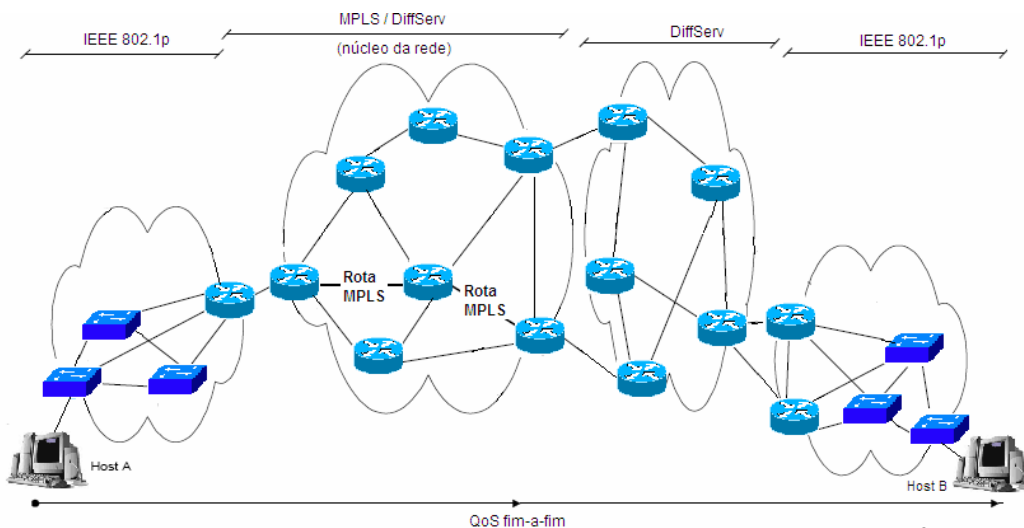 MPLS / DiffServ
IEEE 802.1p
(núcleo da rede)
DiffServ
IEEE 802.1p
Rota
MPLS
Rota
MPLS
Host A
Host B
QoS fim-a-fim